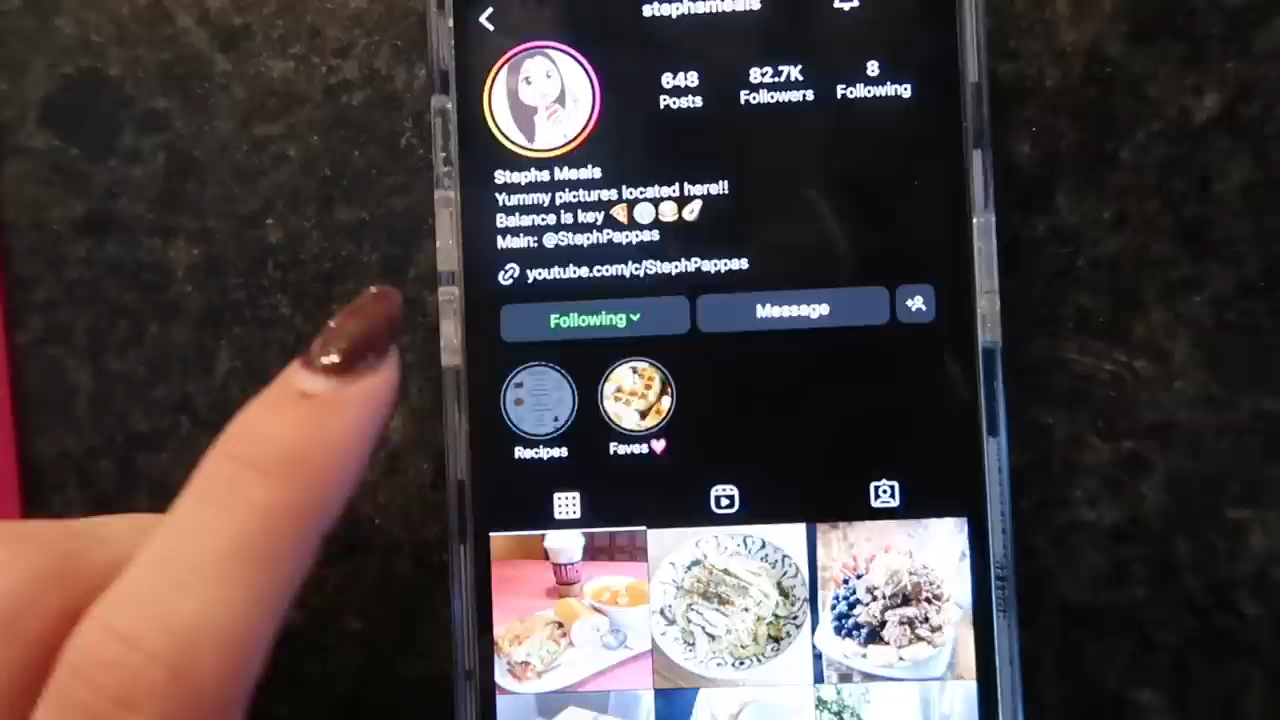 stephsmeals
648
Posts
82.7K
Followers
8
Following
Stephs Meals
Yummy pictures located here!!
Balance is key 🍕🍽️🍔🥑
Main: @StephPappas
youtube.com/c/StephPappas
Following
Message
Recipes
Faves💗